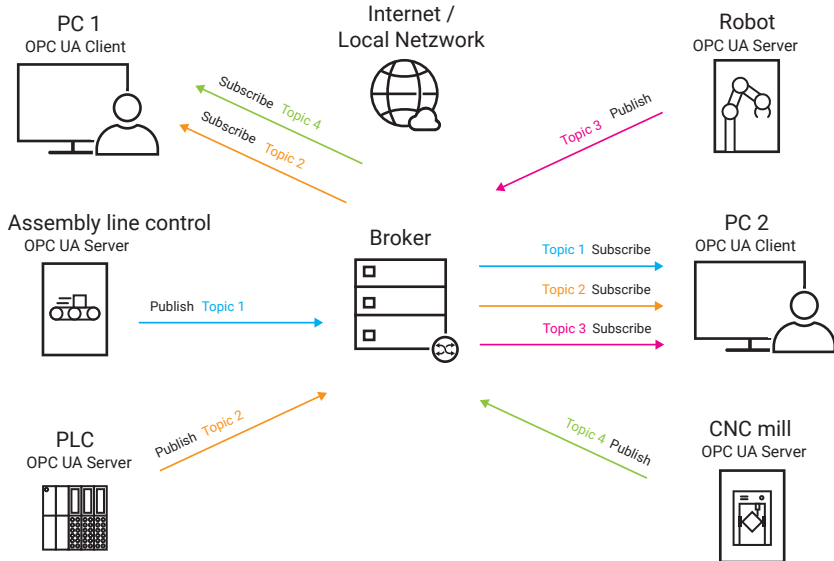 PC 1
OPC UA Client
Internet /
Local Netzwork
Robot
OPC UA Server
Subscribe Topic 4
Subscribe Topic 2
Topic 3 Publish
Assembly line control
OPC UA Server
Publish Topic 1
Broker
Topic 1 Subscribe
Topic 2 Subscribe
Topic 3 Subscribe
PC 2
OPC UA Client
PLC
OPC UA Server
Publish Topic 2
Topic 4 Publish
CNC mill
OPC UA Server